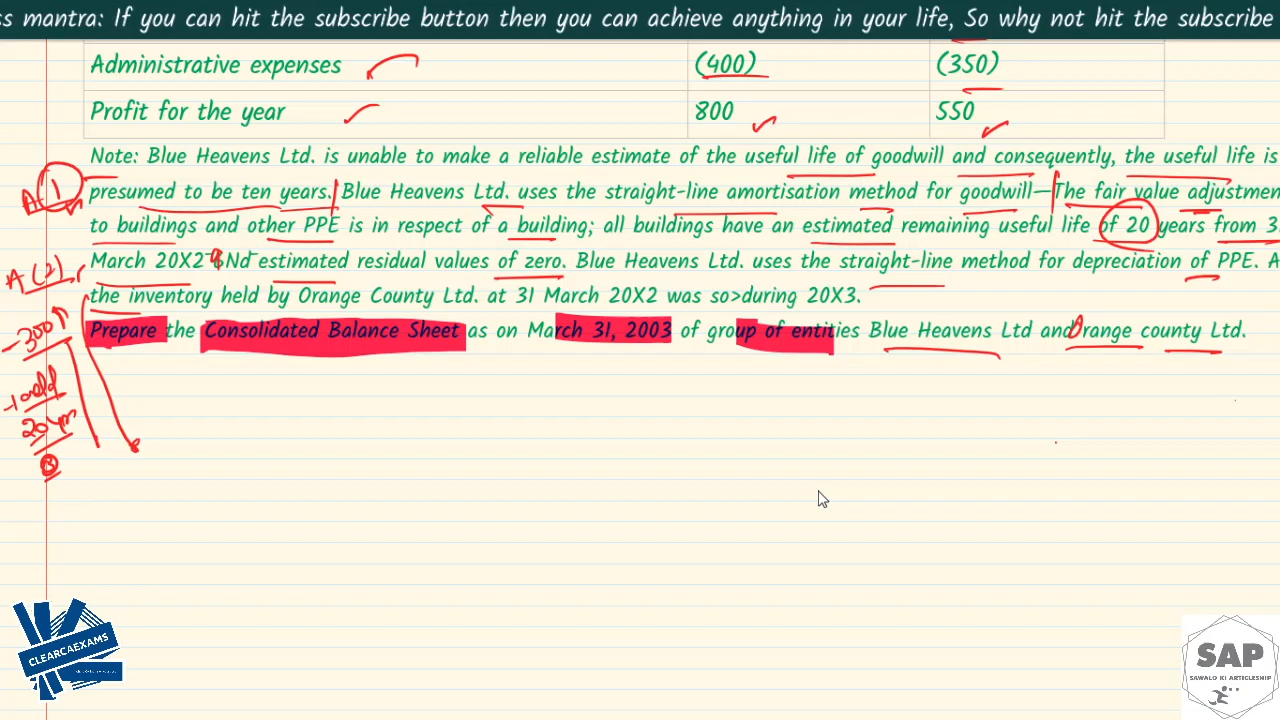 ss mantra: If you can hit the subscribe button then you can achieve anything in your life, So why not hit the subscribe
Administrative expenses (400) (350)
Profit for the year 800 550
Note: Blue Heavens Ltd. is unable to make a reliable estimate of the useful life of goodwill and consequently, the useful life is
presumed to be ten years. Blue Heavens Ltd. uses the straight-line amortisation method for goodwill—The fair value adjustmen
to buildings and other PPE is in respect of a building; all buildings have an estimated remaining useful life of 20 years from 3
March 20X2 Nd estimated residual values of zero. Blue Heavens Ltd. uses the straight-line method for depreciation of PPE. A
the inventory held by Orange County Ltd. at 31 March 20X2 was so>during 20X3.
Prepare the Consolidated Balance Sheet as on March 31, 2003 of group of entities Blue Heavens Ltd and Orange county Ltd.
A 1
A (2)
-300
20
CLEARCAEXAMS
SAP
SAWALO KI ARTICLESHIP